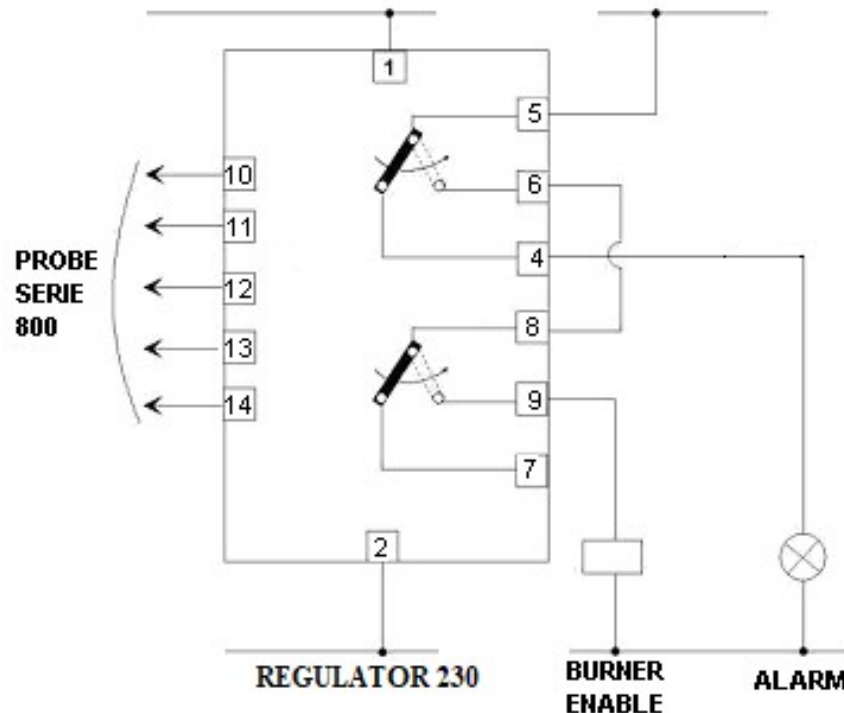 1
5
10
6
11
4
PROBE
SERIE
800
12
8
13
14
9
7
2
REGULATOR 230
BURNER
ENABLE
ALARM